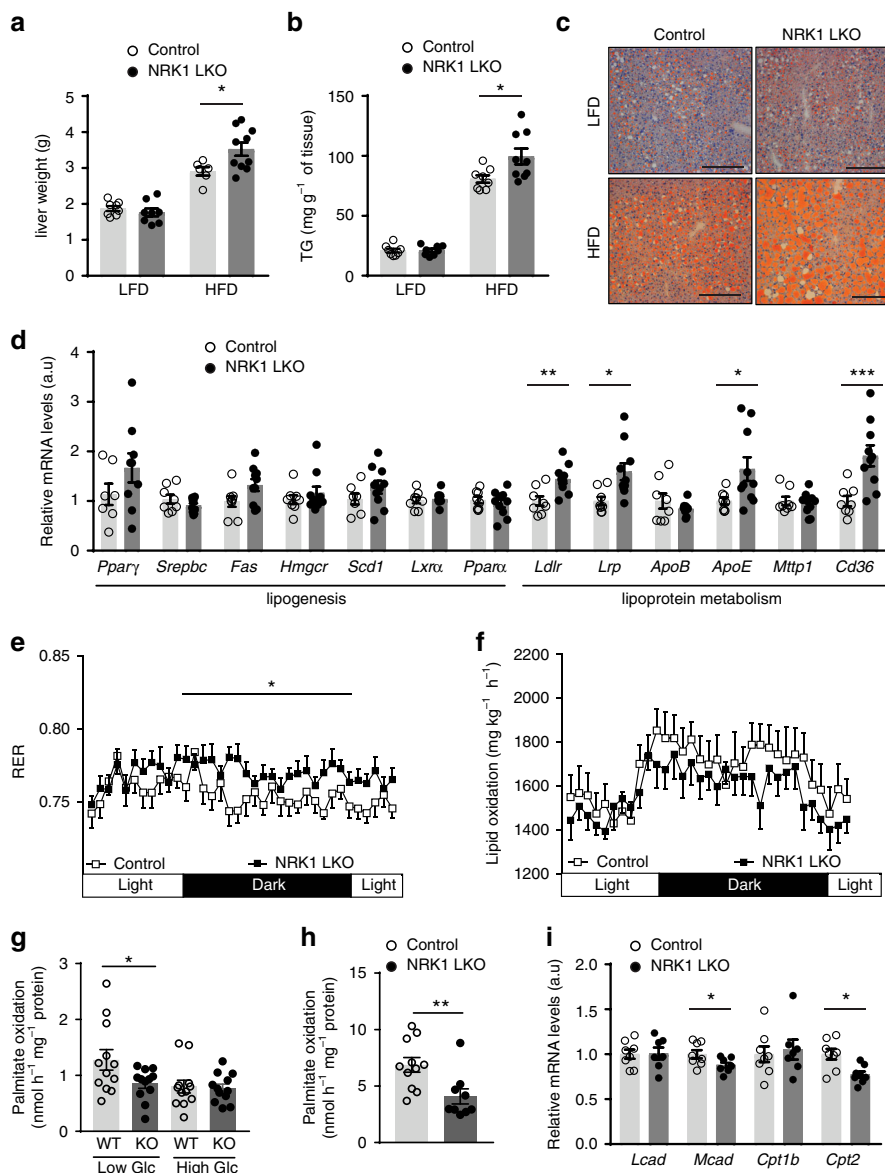 a
Control
NRK1 LKO
*
liver weight (g)
5
4
3
2
1
0
LFD
HFD
b
Control
NRK1 LKO
*
TG (mg g−1 of tissue)
150
100
50
0
LFD
HFD
c
Control
NRK1 LKO
LFD
HFD
d
Control
NRK1 LKO
Relative mRNA levels (a.u)
4
3
2
1
0
**
*
*
***
Pparγ
Srepbc
Fas
Hmgcr
Scd1
Lxrα
Pparα
Ldlr
Lrp
ApoB
ApoE
Mttp1
Cd36
lipogenesis
lipoprotein metabolism
e
RER
0.85
0.80
0.75
*
Control
NRK1 LKO
Light
Dark
Light
f
Lipid oxidation (mg kg−1 h−1)
2200
2000
1800
1600
1400
1200
Control
NRK1 LKO
Light
Dark
Light
g
Palmitate oxidation
(nmol h−1 mg−1 protein)
3
2
1
0
*
WT
KO
WT
KO
Low Glc
High Glc
h
Control
NRK1 LKO
Palmitate oxidation
(nmol h−1 mg−1 protein)
15
10
5
0
**
i
Control
NRK1 LKO
Relative mRNA levels (a.u)
2.0
1.5
1.0
0.5
0.0
*
*
Lcad
Mcad
Cpt1b
Cpt2